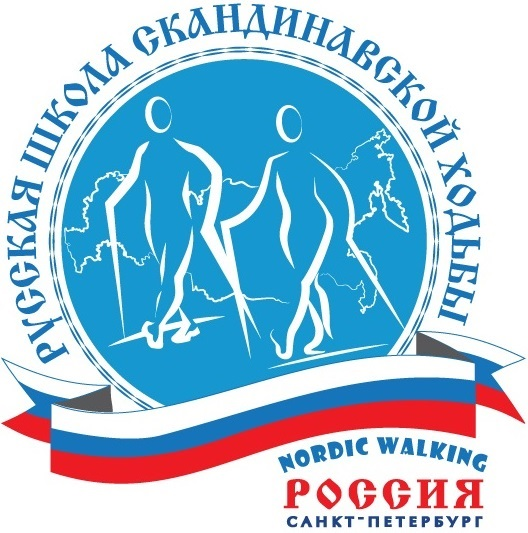 РУССКАЯ ШКОЛА СКАНДИНАВСКОЙ ХОДЬБЫ
NORDIC WALKING
РОССИЯ
САНКТ-ПЕТЕРБУРГ